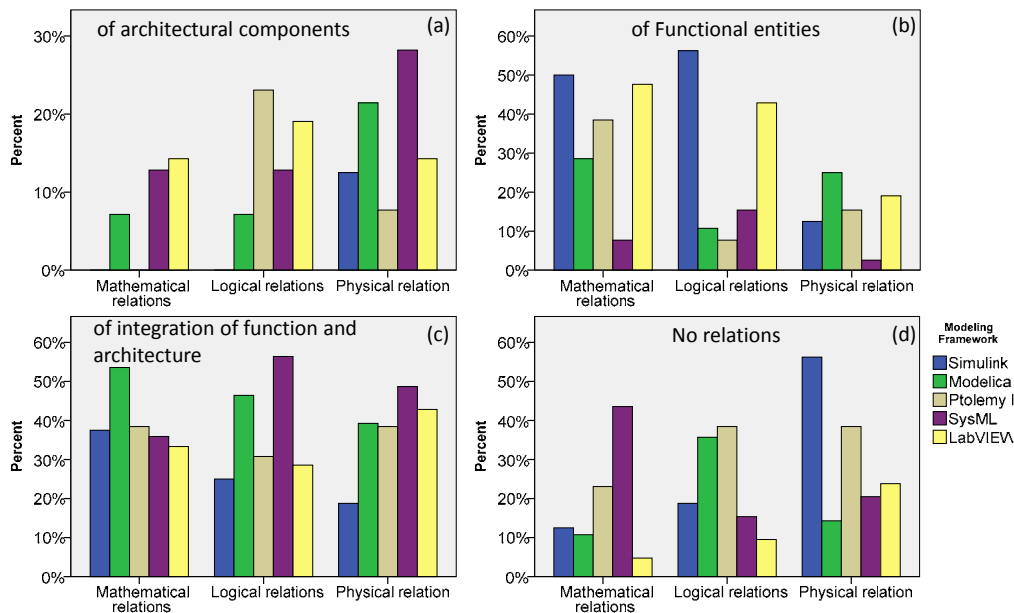 of architectural components (a)
30%
20%
10%
0%
Percent
Mathematical relations
Logical relations
Physical relation
of Functional entities (b)
60%
50%
40%
30%
20%
10%
0%
Percent
Mathematical relations
Logical relations
Physical relation
of integration of function and
architecture
(c)
60%
50%
40%
30%
20%
10%
0%
Percent
Mathematical relations
Logical relations
Physical relation
No relations (d)
60%
50%
40%
30%
20%
10%
0%
Percent
Mathematical relations
Logical relations
Physical relation
Modeling
Framework
Simulink
Modelica
Ptolemy I
SysML
LabVIEW